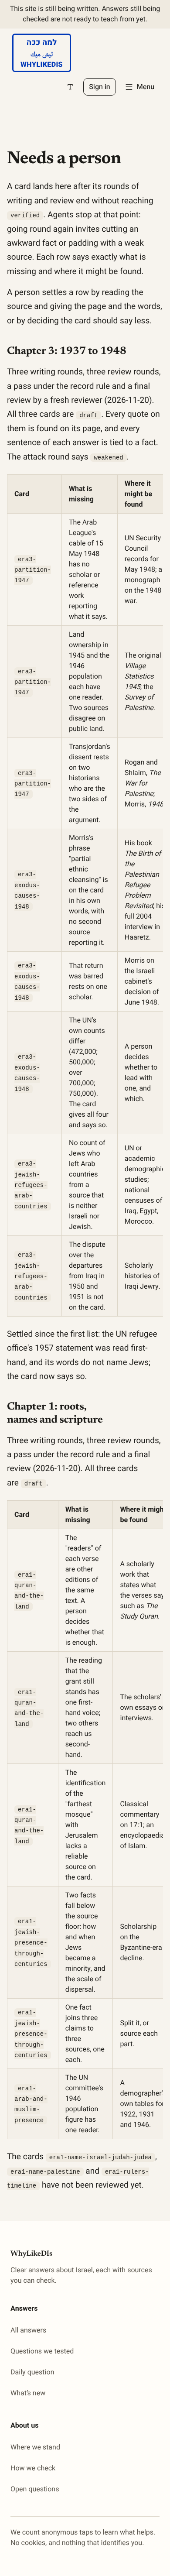 This site is still being written. Answers still being
checked are not ready to teach from yet.
למה ככה
ليش هيك
WHYLIKEDIS
T
Sign in
Menu
Needs a person
A card lands here after its rounds of
writing and review end without reaching
verified . Agents stop at that point:
going round again invites cutting an
awkward fact or padding with a weak
source. Each row says exactly what is
missing and where it might be found.
A person settles a row by reading the
source and giving the page and the words,
or by deciding the card should say less.
Chapter 3: 1937 to 1948
Three writing rounds, three review rounds,
a pass under the record rule and a final
review by a fresh reviewer (2026-11-20).
All three cards are draft . Every quote on
them is found on its page, and every
sentence of each answer is tied to a fact.
The attack round says weakened .
Card
What is
missing
Where it
might be
found
era3-
partition-
1947
The Arab
League's
cable of 15
May 1948
has no
scholar or
reference
work
reporting
what it says.
UN Security
Council
records for
May 1948; a
monograph
on the 1948
war.
era3-
partition-
1947
Land
ownership in
1945 and the
1946
population
each have
one reader.
Two sources
disagree on
public land.
The original
Village
Statistics
1945; the
Survey of
Palestine.
era3-
partition-
1947
Transjordan's
dissent rests
on two
historians
who are the
two sides of
the
argument.
Rogan and
Shlaim, The
War for
Palestine;
Morris, 1948
era3-
exodus-
causes-
1948
Morris's
phrase
"partial
ethnic
cleansing" is
on the card
in his own
words, with
no second
source
reporting it.
His book
The Birth of
the
Palestinian
Refugee
Problem
Revisited; his
full 2004
interview in
Haaretz.
era3-
exodus-
causes-
1948
That return
was barred
rests on one
scholar.
Morris on
the Israeli
cabinet's
decision of
June 1948.
era3-
exodus-
causes-
1948
The UN's
own counts
differ
(472,000;
500,000;
over
700,000;
750,000).
The card
gives all four
and says so.
A person
decides
whether to
lead with
one, and
which.
era3-
jewish-
refugees-
arab-
countries
No count of
Jews who
left Arab
countries
from a
source that
is neither
Israeli nor
Jewish.
UN or
academic
demographic
studies;
national
censuses of
Iraq, Egypt,
Morocco.
era3-
jewish-
refugees-
arab-
countries
The dispute
over the
departures
from Iraq in
1950 and
1951 is not
on the card.
Scholarly
histories of
Iraqi Jewry.
Settled since the first list: the UN refugee
office's 1957 statement was read first-
hand, and its words do not name Jews;
the card now says so.
Chapter 1: roots,
names and scripture
Three writing rounds, three review rounds,
a pass under the record rule and a final
review (2026-11-20). All three cards
are draft .
Card
What is
missing
Where it might
be found
era1-
quran-
and-the-
land
The
"readers" of
each verse
are other
editions of
the same
text. A
person
decides
whether that
is enough.
A scholarly
work that
states what
the verses say,
such as The
Study Quran.
era1-
quran-
and-the-
land
The reading
that the
grant still
stands has
one first-
hand voice;
two others
reach us
second-
hand.
The scholars'
own essays or
interviews.
era1-
quran-
and-the-
land
The
identification
of the
"farthest
mosque"
with
Jerusalem
lacks a
reliable
source on
the card.
Classical
commentary
on 17:1; an
encyclopaedia
of Islam.
era1-
jewish-
presence-
through-
centuries
Two facts
fall below
the source
floor: how
and when
Jews
became a
minority, and
the scale of
dispersal.
Scholarship
on the
Byzantine-era
decline.
era1-
jewish-
presence-
through-
centuries
One fact
joins three
claims to
three
sources, one
each.
Split it, or
source each
part.
era1-
arab-and-
muslim-
presence
The UN
committee's
1946
population
figure has
one reader.
A
demographer's
own tables for
1922, 1931
and 1946.
The cards era1-name-israel-judah-judea ,
era1-name-palestine and era1-rulers-
timeline have not been reviewed yet.
WhyLikeDIs
Clear answers about Israel, each with sources
you can check.
Answers
All answers
Questions we tested
Daily question
What's new
About us
Where we stand
How we check
Open questions
We count anonymous taps to learn what helps.
No cookies, and nothing that identifies you.